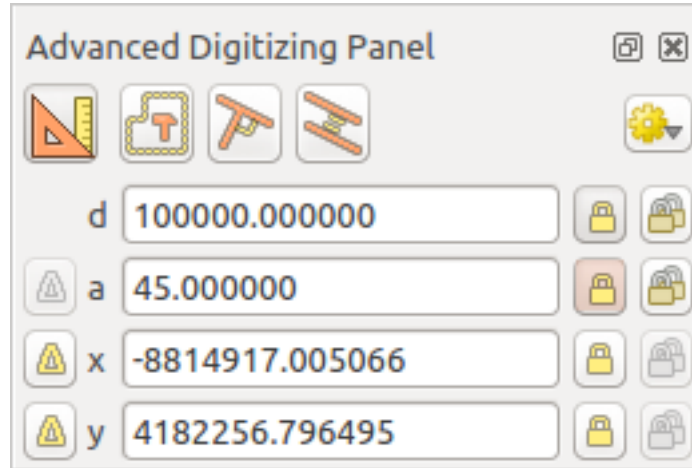 Advanced Digitizing Panel
d 100000.000000
a 45.000000
x -8814917.005066
y 4182256.796495